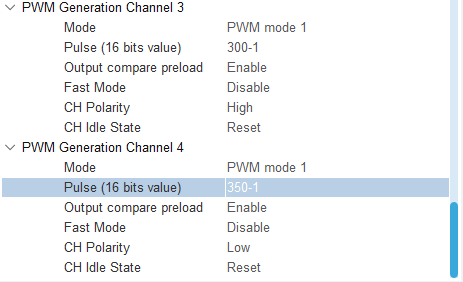 PWM Generation Channel 3
Mode PWM mode 1
Pulse (16 bits value) 300-1
Output compare preload Enable
Fast Mode Disable
CH Polarity High
CH Idle State Reset
PWM Generation Channel 4
Mode PWM mode 1
Pulse (16 bits value) 350-1
Output compare preload Enable
Fast Mode Disable
CH Polarity Low
CH Idle State Reset